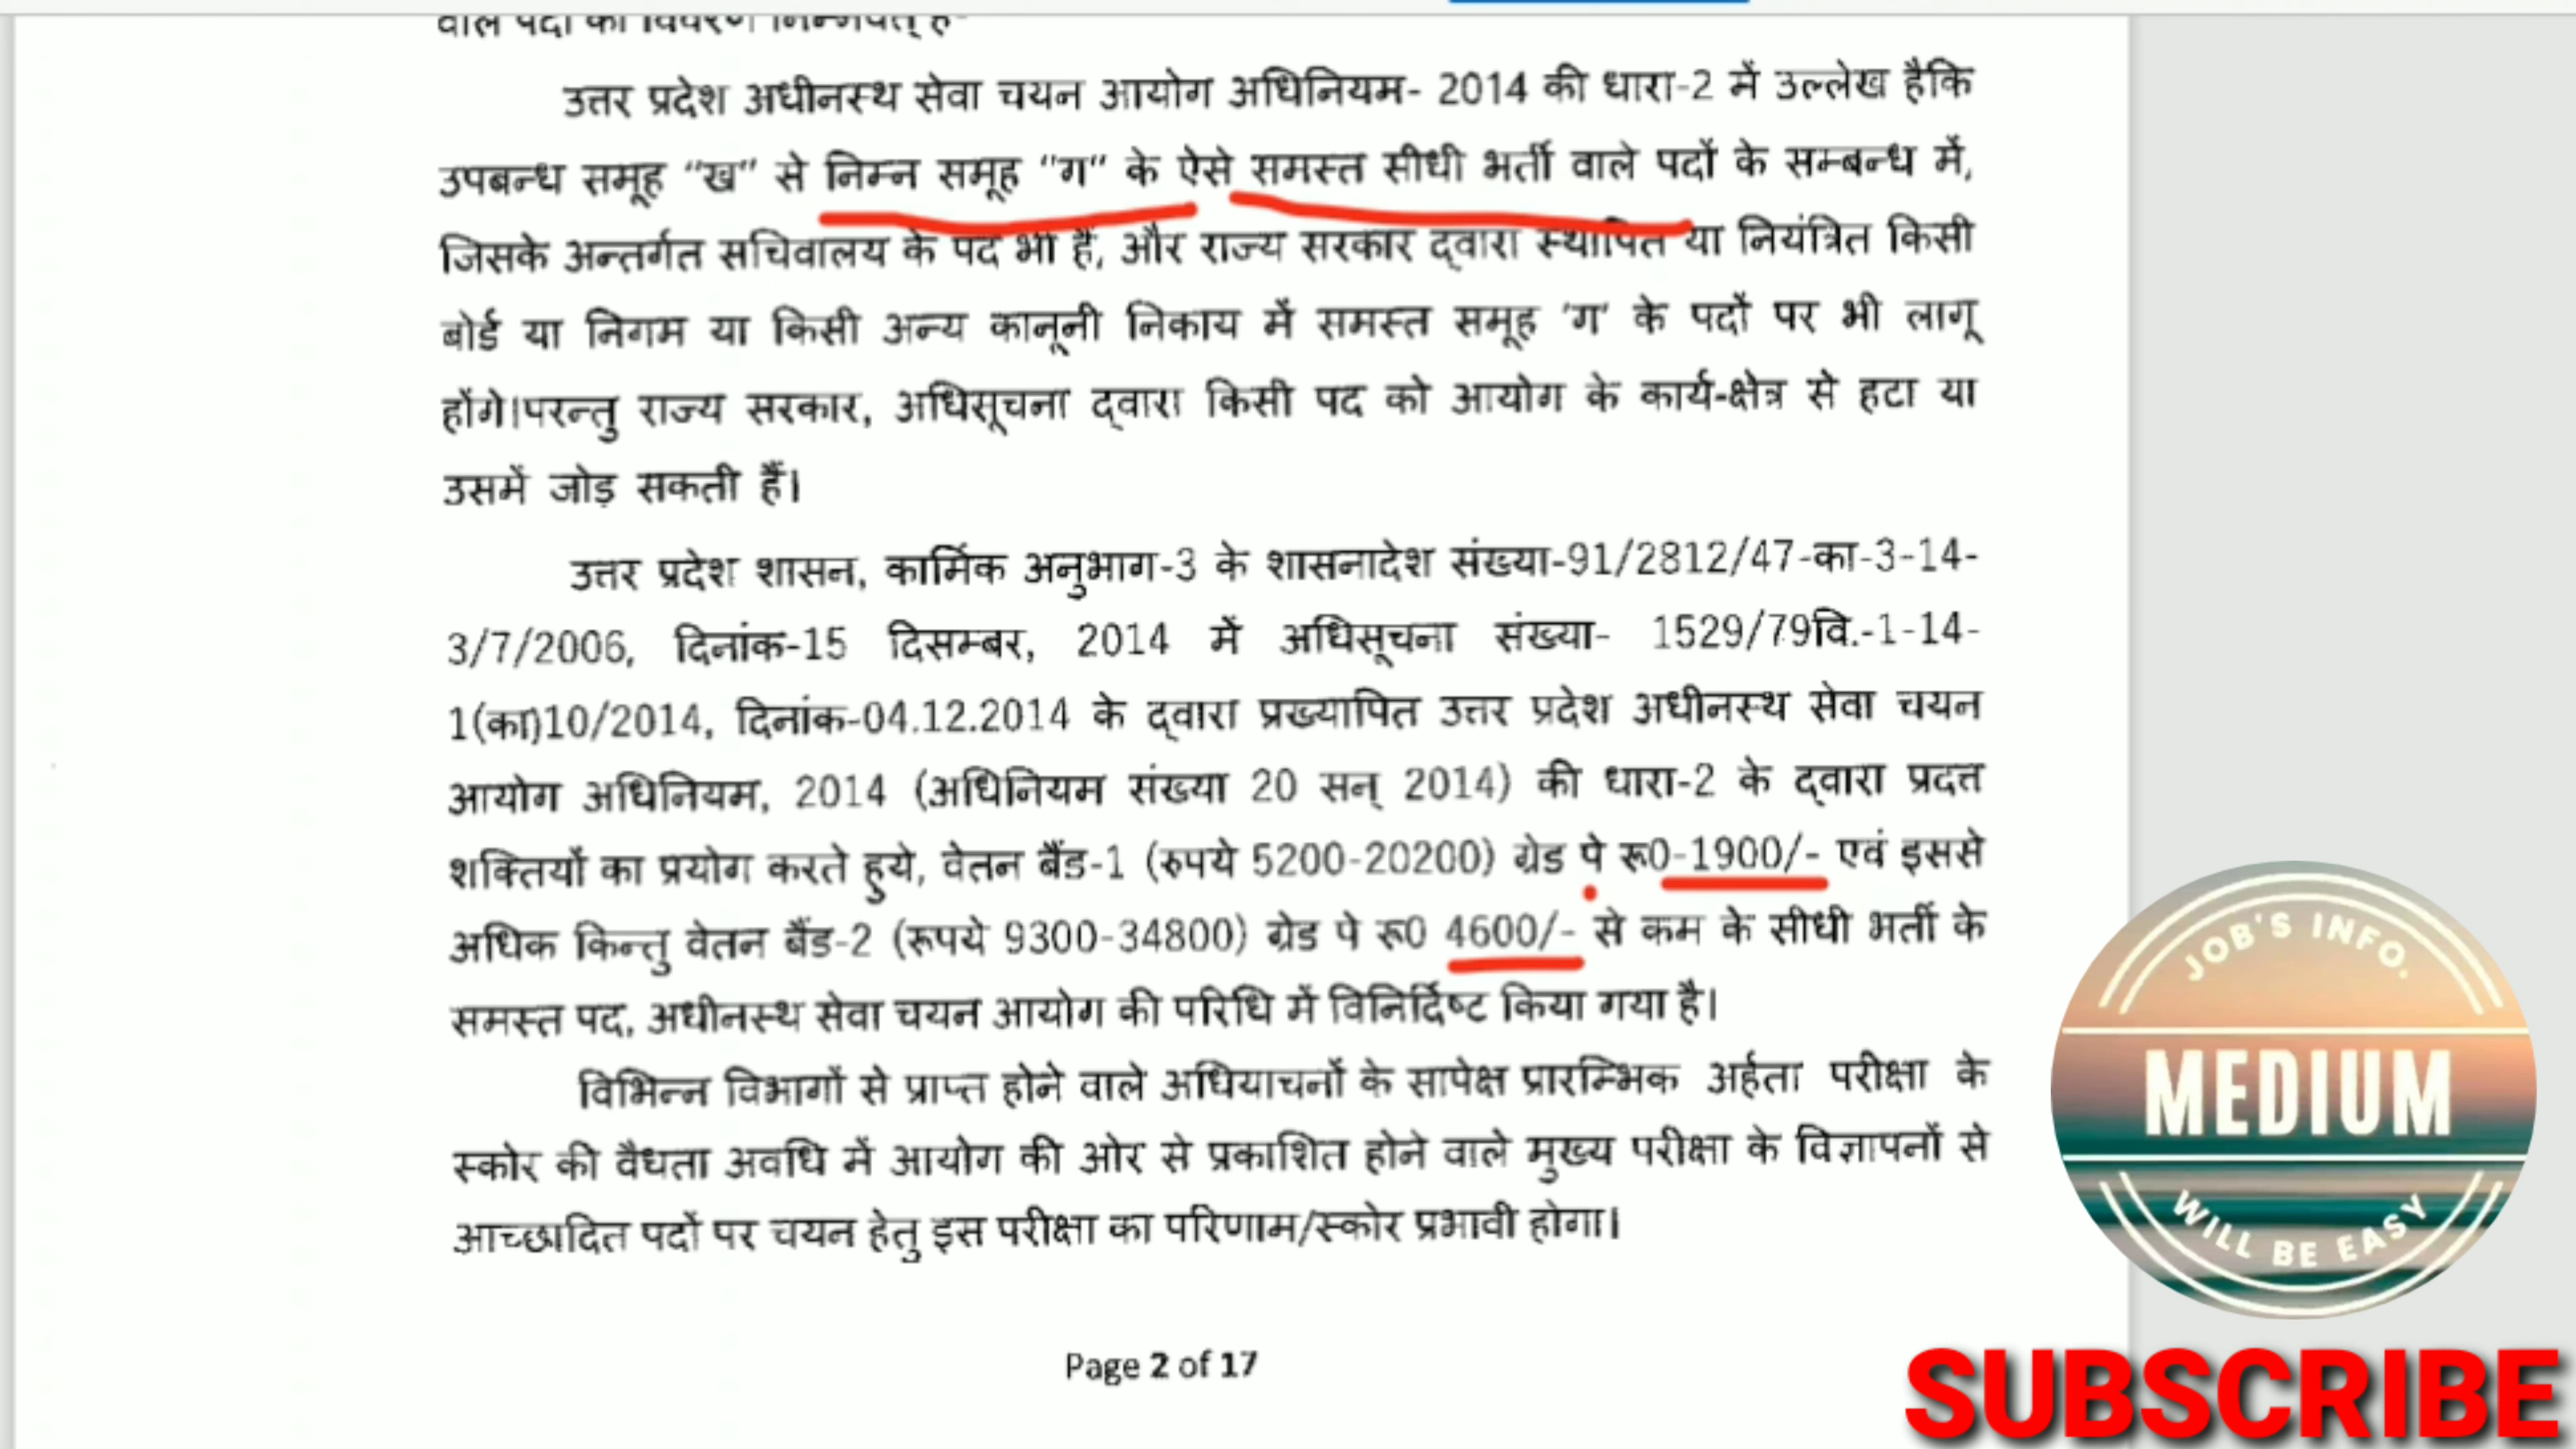 वाले पदों का विवरण निम्नवत् है-
उत्तर प्रदेश अधीनस्थ सेवा चयन आयोग अधिनियम- 2014 की धारा-2 में उल्लेख हैकि
उपबन्ध समूह "ख" से निम्न समूह "ग" के ऐसे समस्त सीधी भर्ती वाले पदों के सम्बन्ध में,
जिसके अन्तर्गत सचिवालय के पद भी हैं, और राज्य सरकार द्वारा स्थापित या नियंत्रित किसी
बोर्ड या निगम या किसी अन्य कानूनी निकाय में समस्त समूह 'ग' के पदों पर भी लागू
होंगे।परन्तु राज्य सरकार, अधिसूचना द्वारा किसी पद को आयोग के कार्य-क्षेत्र से हटा या
उसमें जोड़ सकती हैं।
उत्तर प्रदेश शासन, कार्मिक अनुभाग-3 के शासनादेश संख्या-91/2812/47-का-3-14-
3/7/2006, दिनांक-15 दिसम्बर, 2014 में अधिसूचना संख्या- 1529/79वि.-1-14-
1(का)10/2014, दिनांक-04.12.2014 के द्वारा प्रख्यापित उत्तर प्रदेश अधीनस्थ सेवा चयन
आयोग अधिनियम, 2014 (अधिनियम संख्या 20 सन् 2014) की धारा-2 के द्वारा प्रदत्त
शक्तियों का प्रयोग करते हुये, वेतन बैंड-1 (रुपये 5200-20200) ग्रेड पे रू0-1900/- एवं इससे
अधिक किन्तु वेतन बैंड-2 (रूपये 9300-34800) ग्रेड पे रू0 4600/- से कम के सीधी भर्ती के
समस्त पद, अधीनस्थ सेवा चयन आयोग की परिधि में विनिर्दिष्ट किया गया है।
विभिन्न विभागों से प्राप्त होने वाले अधियाचनों के सापेक्ष प्रारम्भिक अर्हता परीक्षा के
स्कोर की वैधता अवधि में आयोग की ओर से प्रकाशित होने वाले मुख्य परीक्षा के विज्ञापनों से
आच्छादित पदों पर चयन हेतु इस परीक्षा का परिणाम/स्कोर प्रभावी होगा।
Page 2 of 17
JOB'S INFO.
MEDIUM
WILL BE EASY
SUBSCRIBE